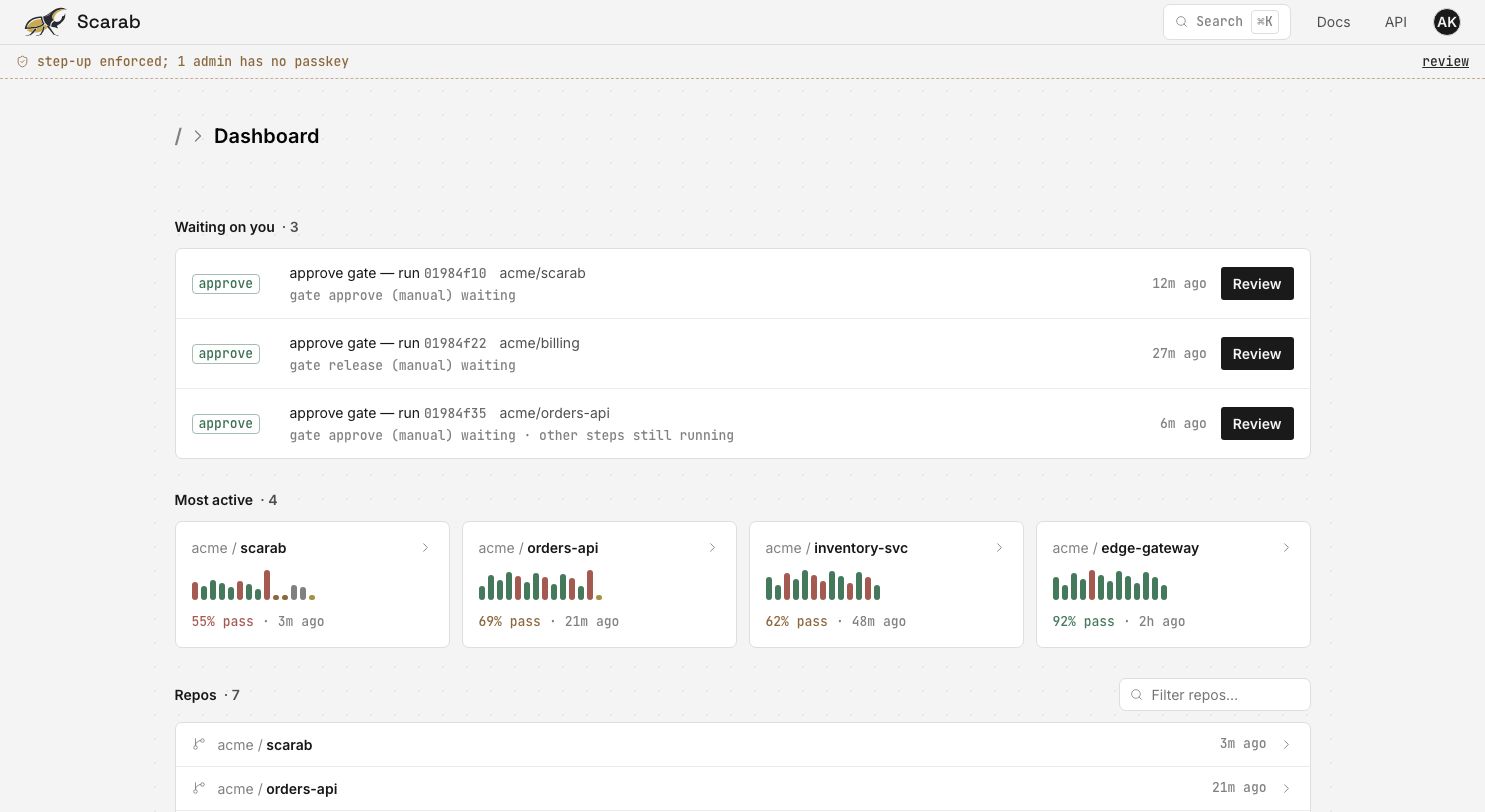 Scarab
Search ⌘K
Docs
API
AK
step-up enforced; 1 admin has no passkey
review
/ Dashboard
Waiting on you · 3
approve
approve gate — run 01984f10 acme/scarab
gate approve (manual) waiting
12m ago
Review
approve
approve gate — run 01984f22 acme/billing
gate release (manual) waiting
27m ago
Review
approve
approve gate — run 01984f35 acme/orders-api
gate approve (manual) waiting · other steps still running
6m ago
Review
Most active · 4
acme / scarab
55% pass · 3m ago
acme / orders-api
69% pass · 21m ago
acme / inventory-svc
62% pass · 48m ago
acme / edge-gateway
92% pass · 2h ago
Repos · 7
Filter repos...
acme / scarab
3m ago
acme / orders-api
21m ago